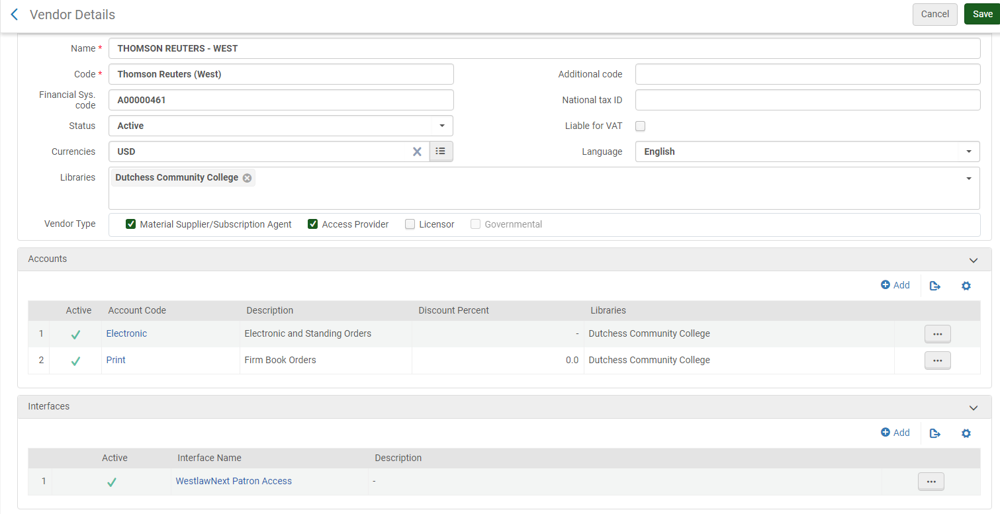 Vendor Details Cancel Save
Name * THOMSON REUTERS - WEST
Code * Thomson Reuters (West) Additional code
Financial Sys. code A00000461 National tax ID
Status Active Liable for VAT
Currencies USD Language English
Libraries Dutchess Community College
Vendor Type Material Supplier/Subscription Agent Access Provider Licensor Governmental
Accounts
Add
Active Account Code Description Discount Percent Libraries
1 Electronic Electronic and Standing Orders - Dutchess Community College
2 Print Firm Book Orders 0.0 Dutchess Community College
Interfaces
Add
Active Interface Name Description
1 WestlawNext Patron Access -